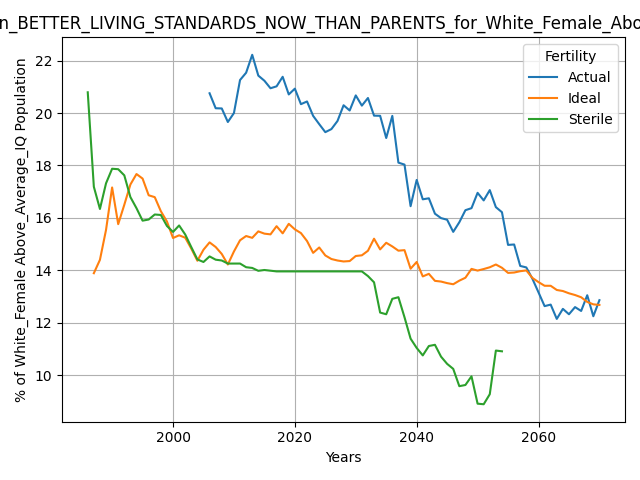 n_BETTER_LIVING_STANDARDS_NOW_THAN_PARENTS_for_White_Female_Abo
% of White_Female Above_Average_IQ Population
22
20
18
16
14
12
10
2000 2020 2040 2060
Years
Fertility
Actual
Ideal
Sterile